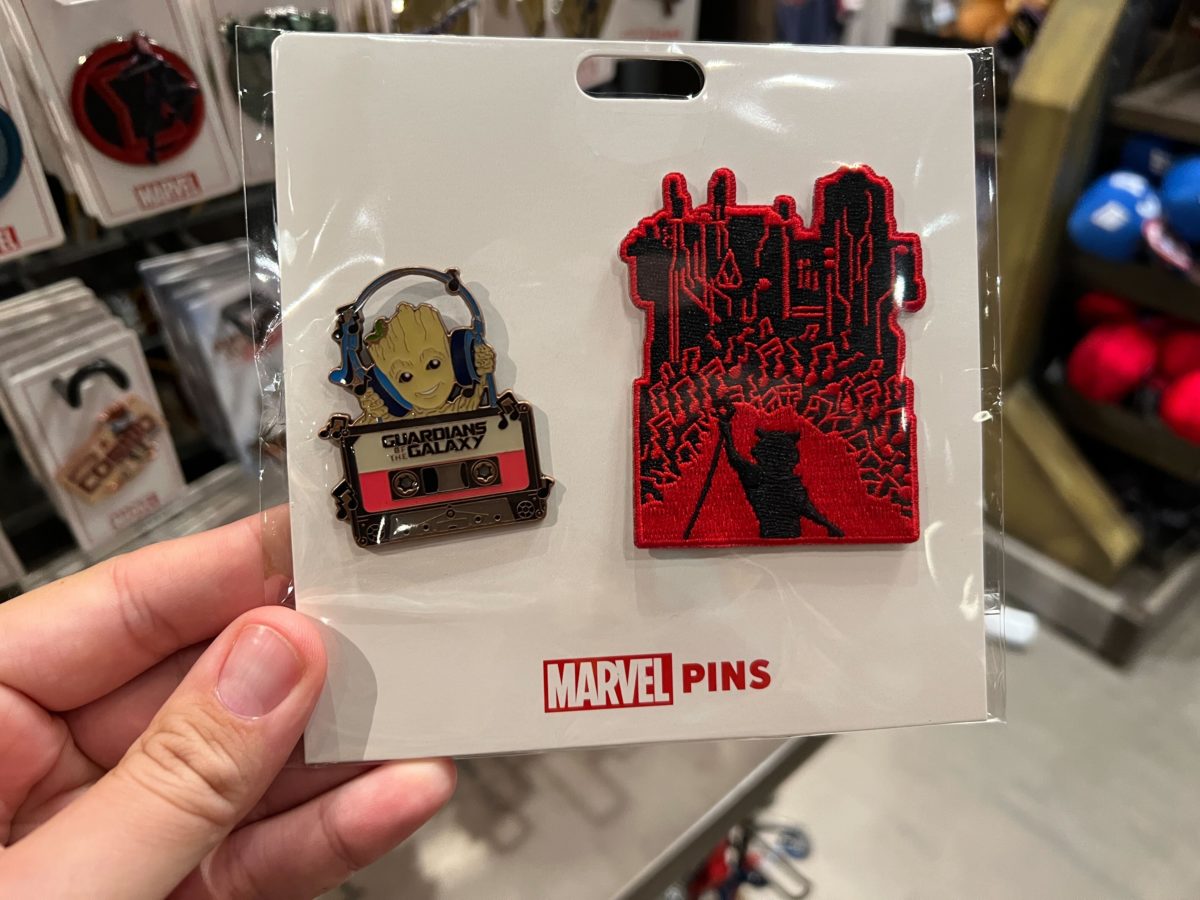 MARVEL
MARVEL
GUARDIANS
OF THE GALAXY
MARVEL PINS